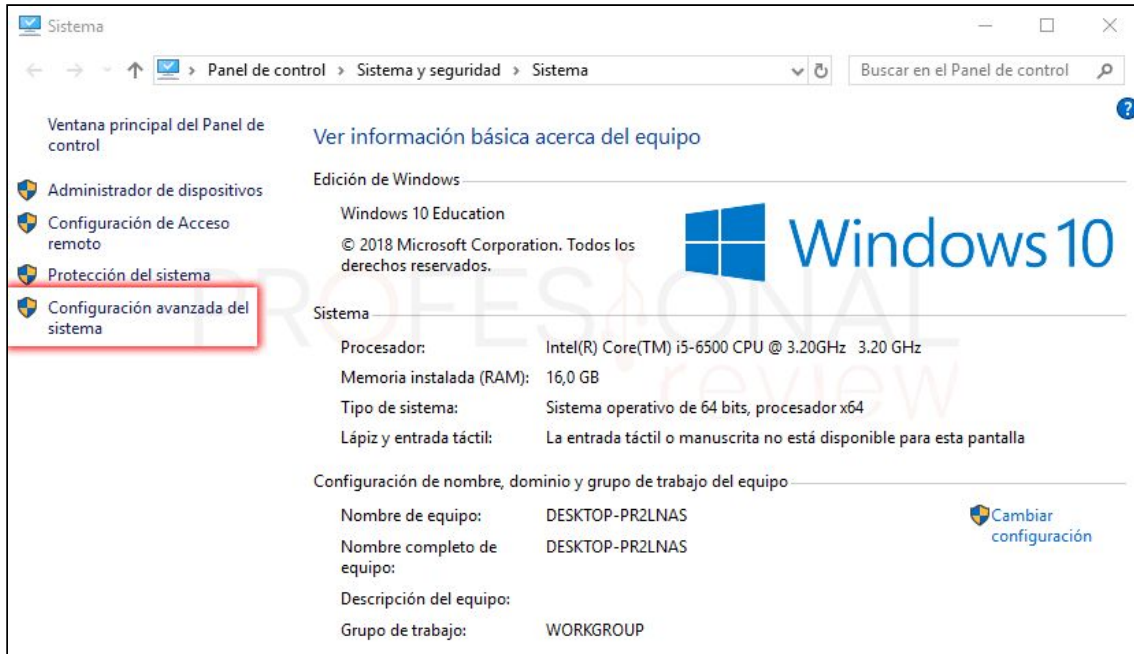 Sistema
Panel de control > Sistema y seguridad > Sistema
Buscar en el Panel de control
?
Ventana principal del Panel de
control
Administrador de dispositivos
Configuración de Acceso
remoto
Protección del sistema
Configuración avanzada del
sistema
Ver información básica acerca del equipo
Edición de Windows
Windows 10 Education
© 2018 Microsoft Corporation. Todos los
derechos reservados.
Windows 10
Sistema
Procesador: Intel(R) Core(TM) i5-6500 CPU @ 3.20GHz 3.20 GHz
Memoria instalada (RAM): 16,0 GB
Tipo de sistema: Sistema operativo de 64 bits, procesador x64
Lápiz y entrada táctil: La entrada táctil o manuscrita no está disponible para esta pantalla
Configuración de nombre, dominio y grupo de trabajo del equipo
Nombre de equipo: DESKTOP-PR2LNAS
Cambiar
configuración
Nombre completo de
equipo: DESKTOP-PR2LNAS
Descripción del equipo:
Grupo de trabajo: WORKGROUP
PROFESIONAL
review